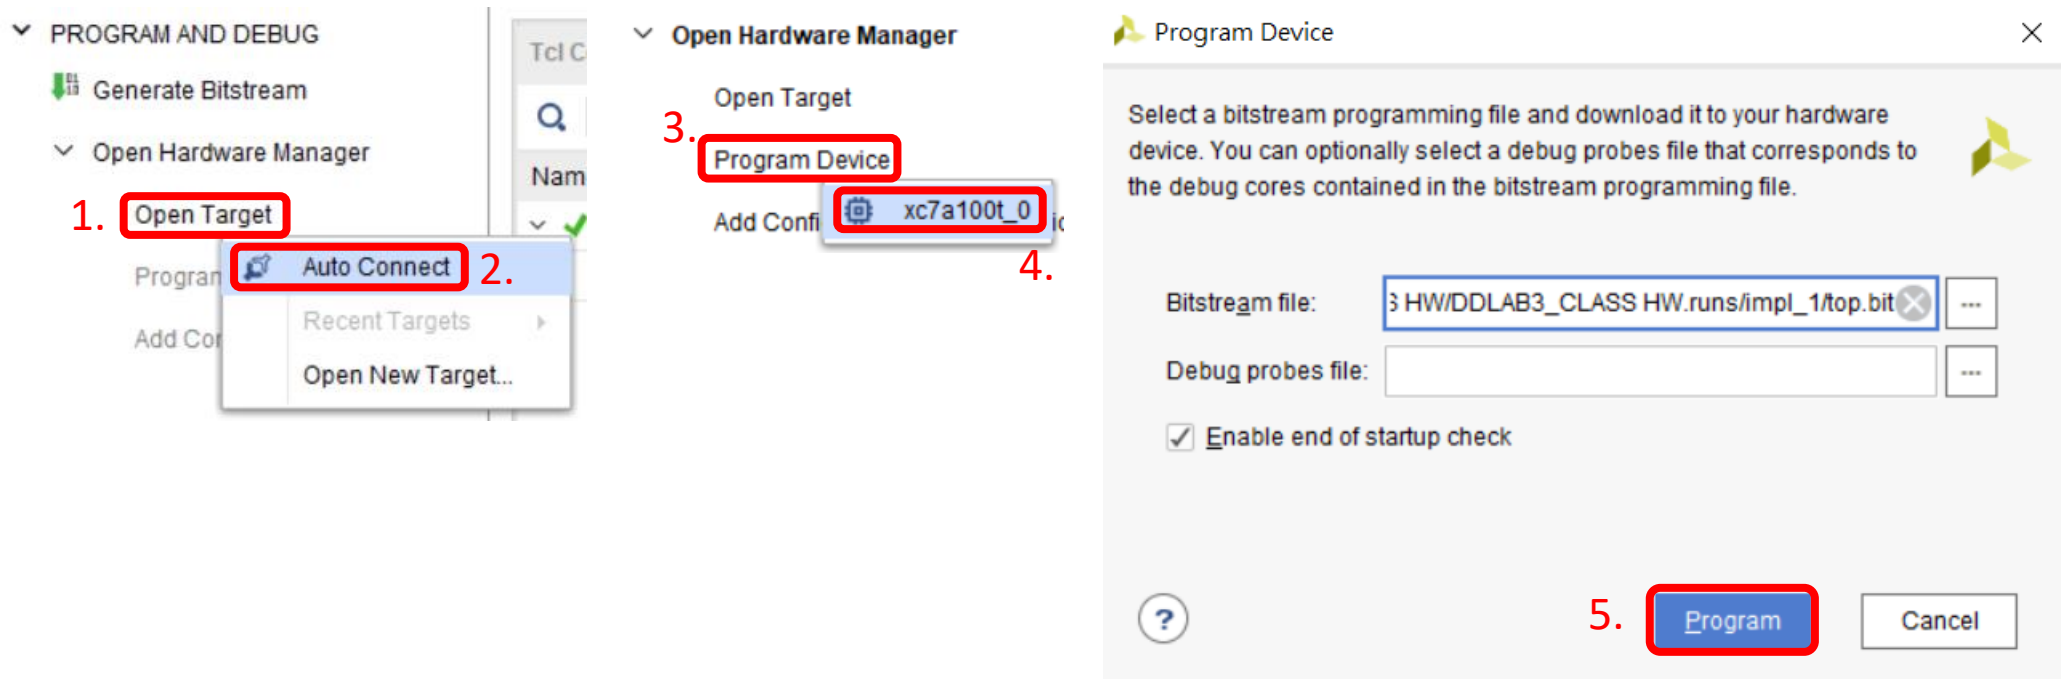 PROGRAM AND DEBUG
Generate Bitstream
Open Hardware Manager
1. Open Target
Auto Connect 2.
Recent Targets
Open New Target...
Open Hardware Manager
Open Target
3. Program Device
xc7a100t_0
4.
Program Device
Select a bitstream programming file and download it to your hardware
device. You can optionally select a debug probes file that corresponds to
the debug cores contained in the bitstream programming file.
Bitstream file: HW/DDLAB3_CLASS HW.runs/impl_1/top.bit ...
Debug probes file: ...
Enable end of startup check
? 5. Program Cancel